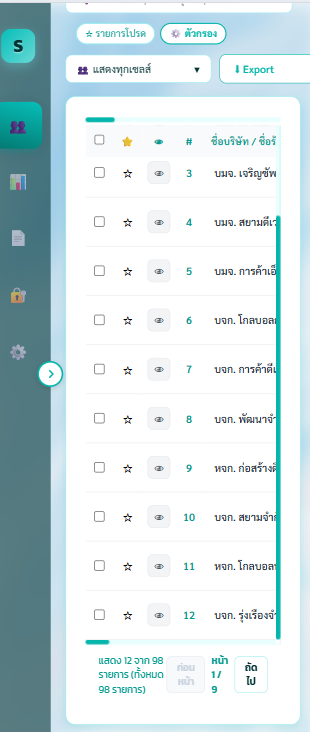 S
☆ รายการโปรด ตัวกรอง
แสดงทุกเซลส์ ▼
⬇ Export
# ชื่อบริษัท / ชื่อร้
☆ 3 บมจ. เจริญชัพ
☆ 4 บมจ. สยามดีเว
☆ 5 บมจ. การค้าเอ็
☆ 6 บจก. โกลบอล
☆ 7 บจก. การค้าดีเ
☆ 8 บจก. พัฒนาจำ
☆ 9 หจก. ก่อสร้างดี
☆ 10 บจก. สยามจำกั
☆ 11 หจก. โกลบอล
☆ 12 บจก. รุ่งเรืองจำ
แสดง 12 จาก 98
รายการ (ทั้งหมด
98 รายการ)
ก่อน
หน้า
หน้า
1 /
9
ถัด
ไป